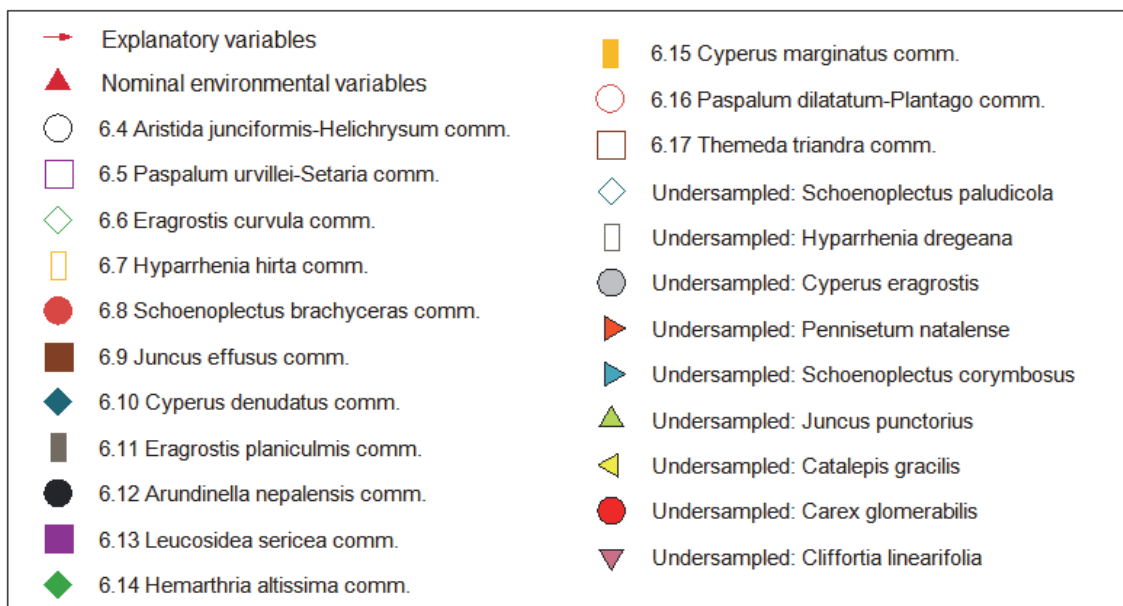 Explanatory variables
Nominal environmental variables
6.4 Aristida junciformis-Helichrysum comm.
6.5 Paspalum urvillei-Setaria comm.
6.6 Eragrostis curvula comm.
6.7 Hyparrhenia hirta comm.
6.8 Schoenoplectus brachyceras comm.
6.9 Juncus effusus comm.
6.10 Cyperus denudatus comm.
6.11 Eragrostis planiculmis comm.
6.12 Arundinella nepalensis comm.
6.13 Leucosidea sericea comm.
6.14 Hemarthria altissima comm.
6.15 Cyperus marginatus comm.
6.16 Paspalum dilatatum-Plantago comm.
6.17 Themeda triandra comm.
Undersampled: Schoenoplectus paludicola
Undersampled: Hyparrhenia dregeana
Undersampled: Cyperus eragrostis
Undersampled: Pennisetum natalense
Undersampled: Schoenoplectus corymbosus
Undersampled: Juncus punctorius
Undersampled: Catalepis gracilis
Undersampled: Carex glomerabilis
Undersampled: Cliffortia linearifolia